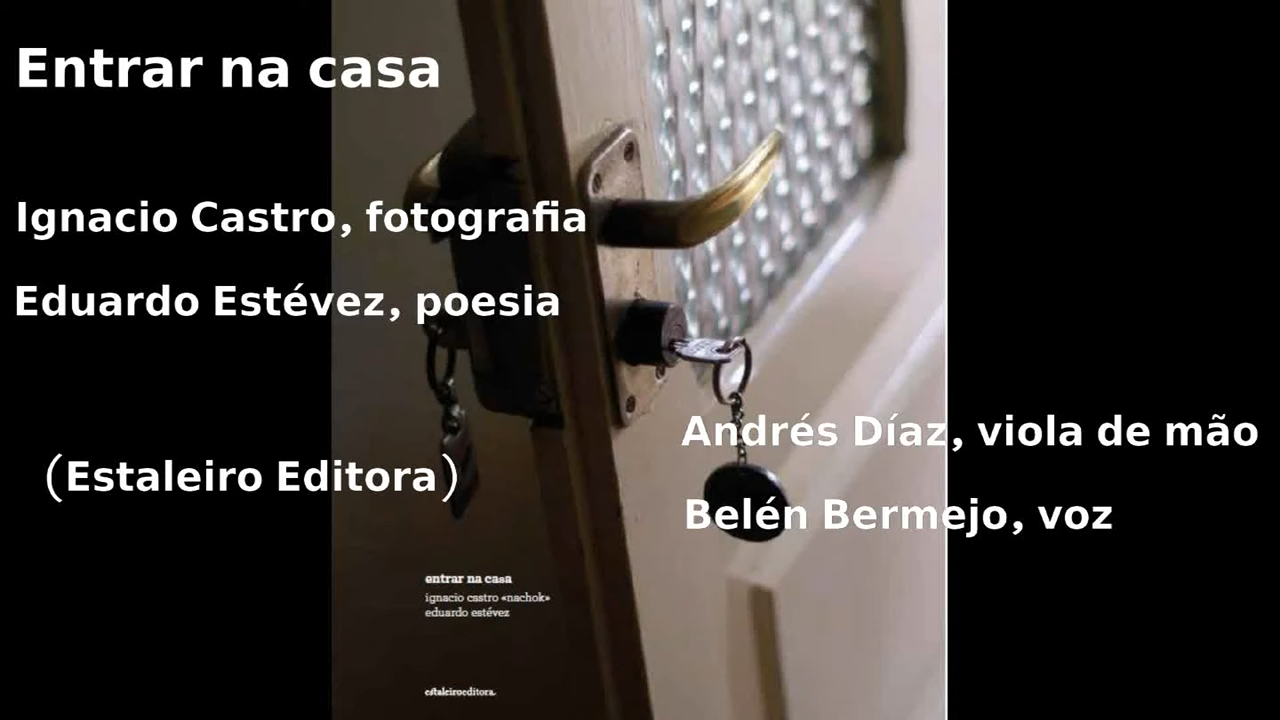 Entrar na casa
Ignacio Castro, fotografia
Eduardo Estévez, poesia
(Estaleiro Editora)
Andrés Díaz, viola de mão
Belén Bermejo, voz
entrar na casa
ignacio castro «nachok»
eduardo estévez
estaleiroeditora.